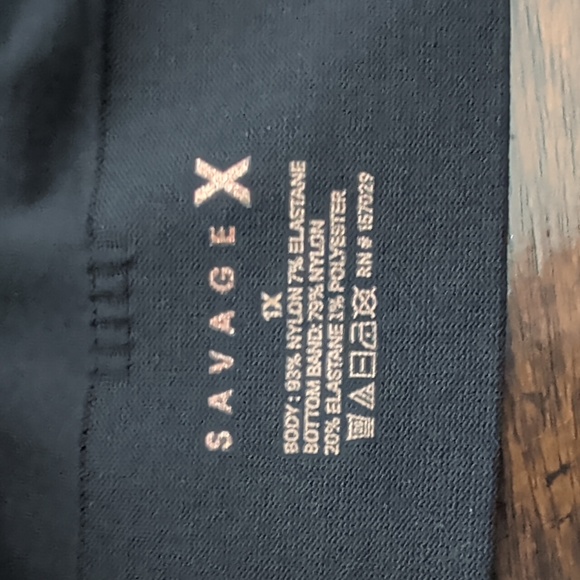 SAVAGE X
1X
BODY : 93% NYLON 7% ELASTANE
BOTTOM BAND: 79% NYLON
20% ELASTANE 1% POLYESTER
RN # 157029